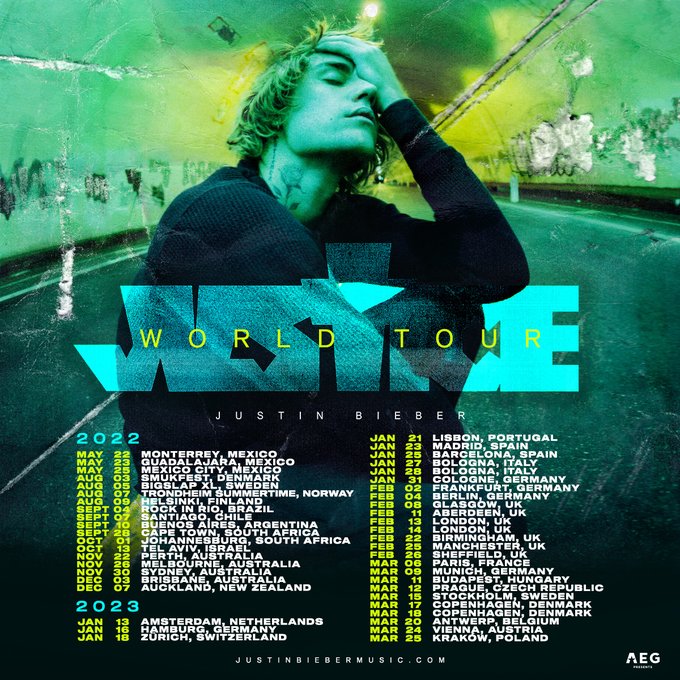 JUSTICE
WORLD TOUR
JUSTIN BIEBER
2022
MAY 22 MONTERREY, MEXICO
MAY 23 GUADALAJARA, MEXICO
MAY 25 MEXICO CITY, MEXICO
AUG 03 SMUKFEST, DENMARK
AUG 05 BIGSLAP XL, SWEDEN
AUG 07 TRONDHEIM SUMMERTIME, NORWAY
AUG 09 HELSINKI, FINLAND
SEPT 04 ROCK IN RIO, BRAZIL
SEPT 07 SANTIAGO, CHILE
SEPT 10 BUENOS AIRES, ARGENTINA
SEPT 28 CAPE TOWN, SOUTH AFRICA
OCT 01 JOHANNESBURG, SOUTH AFRICA
OCT 13 TEL AVIV, ISRAEL
NOV 22 PERTH, AUSTRALIA
NOV 26 MELBOURNE, AUSTRALIA
NOV 30 SYDNEY, AUSTRALIA
DEC 03 BRISBANE, AUSTRALIA
DEC 07 AUCKLAND, NEW ZEALAND
2023
JAN 13 AMSTERDAM, NETHERLANDS
JAN 16 HAMBURG, GERMANY
JAN 18 ZÜRICH, SWITZERLAND
JAN 21 LISBON, PORTUGAL
JAN 23 MADRID, SPAIN
JAN 25 BARCELONA, SPAIN
JAN 27 BOLOGNA, ITALY
JAN 28 BOLOGNA, ITALY
JAN 31 COLOGNE, GERMANY
FEB 02 FRANKFURT, GERMANY
FEB 04 BERLIN, GERMANY
FEB 08 GLASGOW, UK
FEB 11 ABERDEEN, UK
FEB 13 LONDON, UK
FEB 14 LONDON, UK
FEB 22 BIRMINGHAM, UK
FEB 25 MANCHESTER, UK
FEB 26 SHEFFIELD, UK
MAR 06 PARIS, FRANCE
MAR 09 MUNICH, GERMANY
MAR 11 BUDAPEST, HUNGARY
MAR 12 PRAGUE, CZECH REPUBLIC
MAR 15 STOCKHOLM, SWEDEN
MAR 17 COPENHAGEN, DENMARK
MAR 18 COPENHAGEN, DENMARK
MAR 20 ANTWERP, BELGIUM
MAR 24 VIENNA, AUSTRIA
MAR 25 KRAKÓW, POLAND
JUSTINBIEBERMUSIC.COM
AEG
PRESENTS